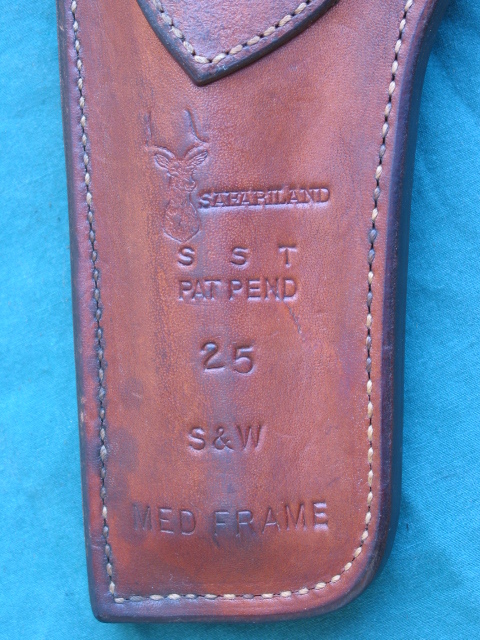 SAFARILAND
S S T
PAT PEND
25
S&W
MED FRAME